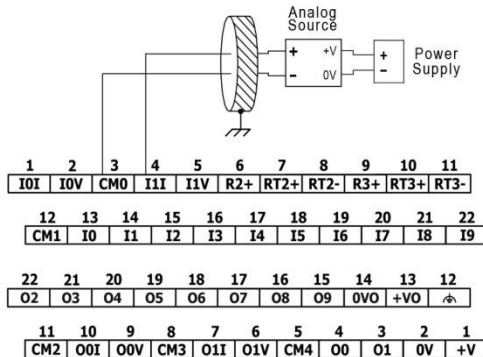 Analog
Source
+ +V +
- 0V -
Power
Supply
1 2 3 4 5 6 7 8 9 10 11
I0I I0V CM0 I1I I1V R2+ RT2+ RT2- R3+ RT3+ RT3-
12 13 14 15 16 17 18 19 20 21 22
CM1 I0 I1 I2 I3 I4 I5 I6 I7 I8 I9
22 21 20 19 18 17 16 15 14 13 12
O2 O3 O4 O5 O6 O7 O8 O9 0VO +VO
11 10 9 8 7 6 5 4 3 2 1
CM2 O0I O0V CM3 O1I O1V CM4 O0 O1 0V +V